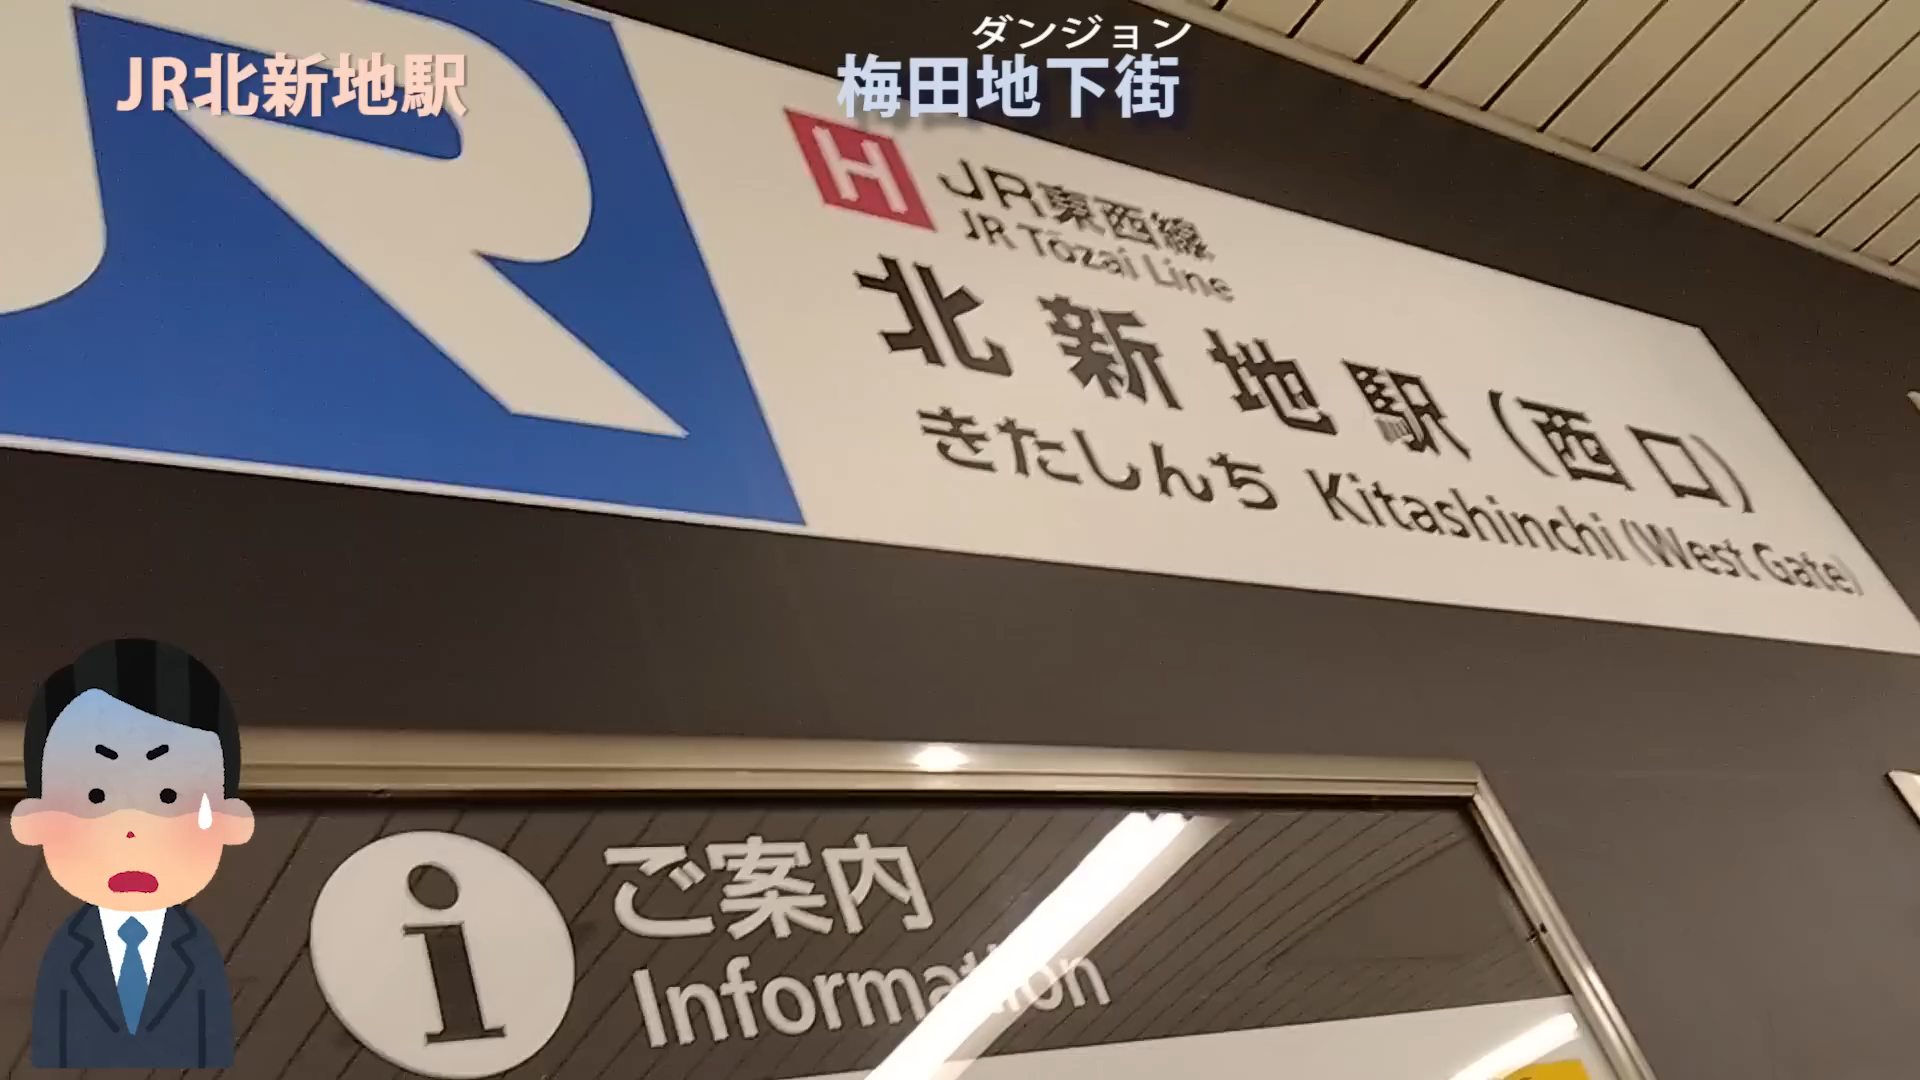 ダンジョン
JR北新地駅
梅田地下街
JR
H
JR東西線
JR Tōzai Line
北新地駅(西口)
きたしんち Kitashinchi (West Gate)
i
ご案内
Information